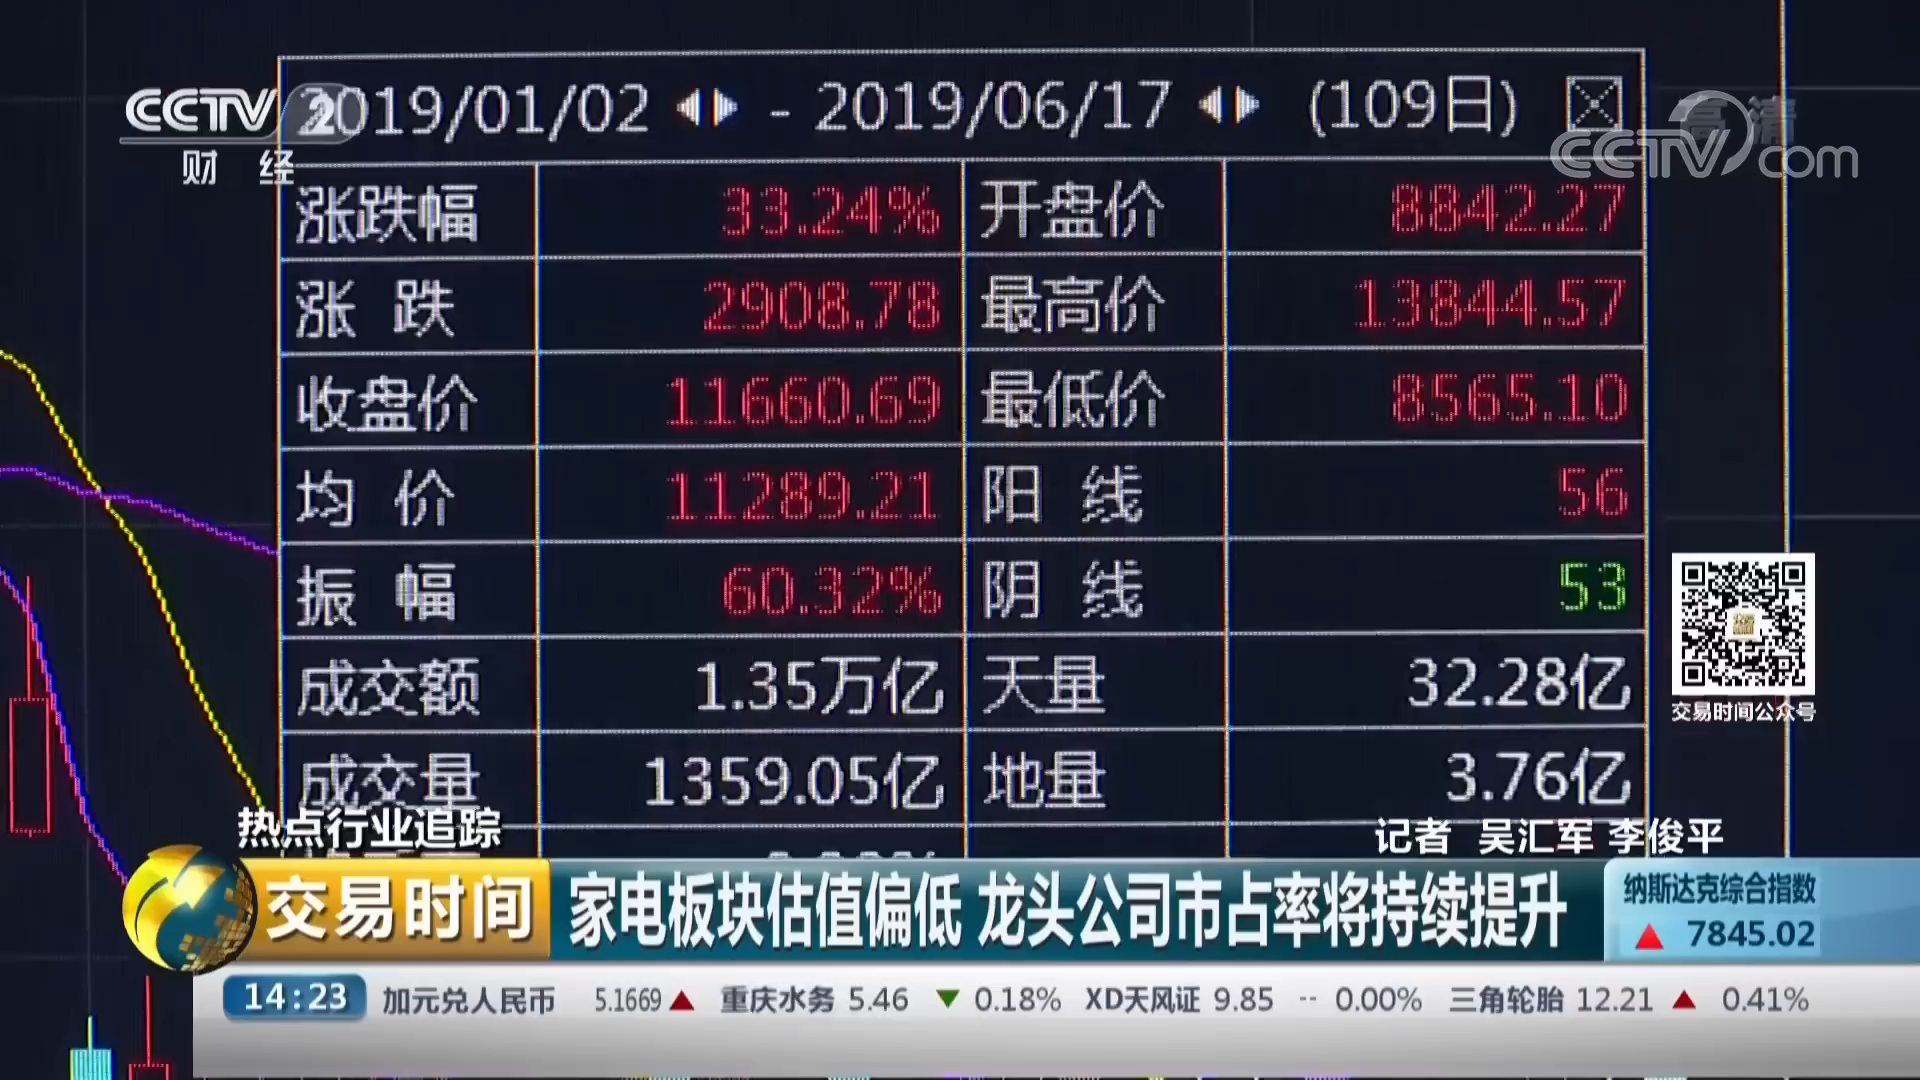 2019/01/02 - 2019/06/17 (109日)
CCTV 2
财 经
高清
CCTV com
涨跌幅 33.24% 开盘价 8842.27
涨 跌 2908.78 最高价 13844.57
收盘价 11660.69 最低价 8565.10
均 价 11289.21 阳 线 56
振 幅 60.32% 阴 线 53
成交额 1.35万亿 天量 32.28亿
成交量 1359.05亿 地量 3.76亿
交易时间公众号
热点行业追踪
记者 吴汇军 李俊平
交易时间
家电板块估值偏低 龙头公司市占率将持续提升
纳斯达克综合指数
▲ 7845.02
14:23 加元兑人民币 5.1669 ▲ 重庆水务 5.46 ▼ 0.18% XD天风证 9.85 -- 0.00% 三角轮胎 12.21 ▲ 0.41%